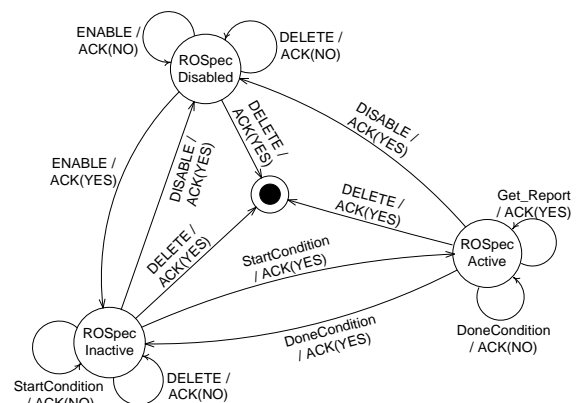 ENABLE /
ACK(NO)
ROSpec
Disabled
DELETE /
ACK(NO)
DELETE /
ACK(YES)
DISABLE /
ACK(YES)
ENABLE /
ACK(YES)
DISABLE /
ACK(YES)
DELETE /
ACK(YES)
Get_Report
/ ACK(YES)
DELETE /
ACK(YES)
StartCondition
/ ACK(YES)
ROSpec
Active
DoneCondition
/ ACK(YES)
DoneCondition
/ ACK(NO)
ROSpec
Inactive
StartCondition
/ ACK(NO)
DELETE /
ACK(NO)